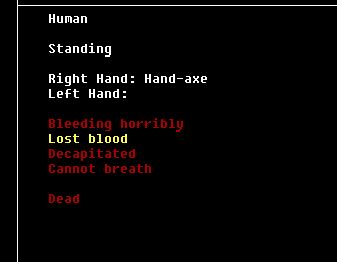 Human
Standing
Right Hand: Hand-axe
Left Hand:
Bleeding horribly
Lost blood
Decapitated
Cannot breath
Dead